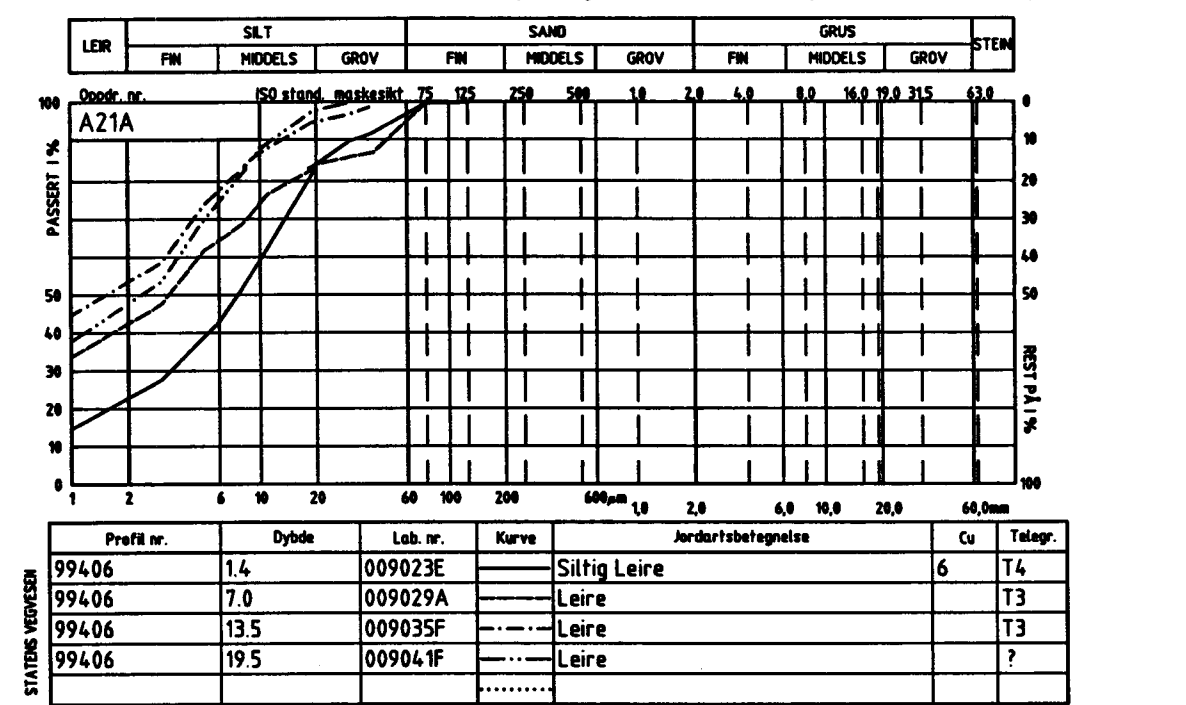 LEIR SILT SAND GRUS STEIN
FIN MIDDELS GROV FIN MIDDELS GROV FIN MIDDELS GROV
Oppdr. nr. ISO stand. maskesikt 75 125 250 500 1,0 2,0 4,0 8,0 16,0 19,0 31,5 63,0
A21A
PASSERT I %
100
50
40
30
20
10
0
0
10
20
30
40
50
100
REST PÅ I %
1 2 6 10 20 60 100 200 600µm 1,0 2,0 6,0 10,0 20,0 60,0mm
STATENS VEGVESEN
Profil nr. Dybde Lab. nr. Kurve Jordartsbetegnelse Cu Telegr.
99406 1.4 009023E Siltig Leire 6 T4
99406 7.0 009029A Leire T3
99406 13.5 009035F Leire T3
99406 19.5 009041F Leire ?